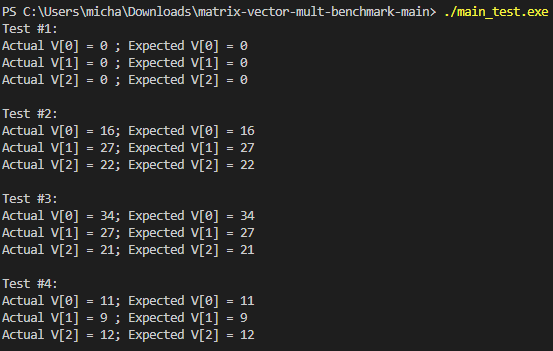 PS C:\Users\micha\Downloads\matrix-vector-mult-benchmark-main> ./main_test.exe
Test #1:
Actual V[0] = 0 ; Expected V[0] = 0
Actual V[1] = 0 ; Expected V[1] = 0
Actual V[2] = 0 ; Expected V[2] = 0
Test #2:
Actual V[0] = 16; Expected V[0] = 16
Actual V[1] = 27; Expected V[1] = 27
Actual V[2] = 22; Expected V[2] = 22
Test #3:
Actual V[0] = 34; Expected V[0] = 34
Actual V[1] = 27; Expected V[1] = 27
Actual V[2] = 21; Expected V[2] = 21
Test #4:
Actual V[0] = 11; Expected V[0] = 11
Actual V[1] = 9 ; Expected V[1] = 9
Actual V[2] = 12; Expected V[2] = 12